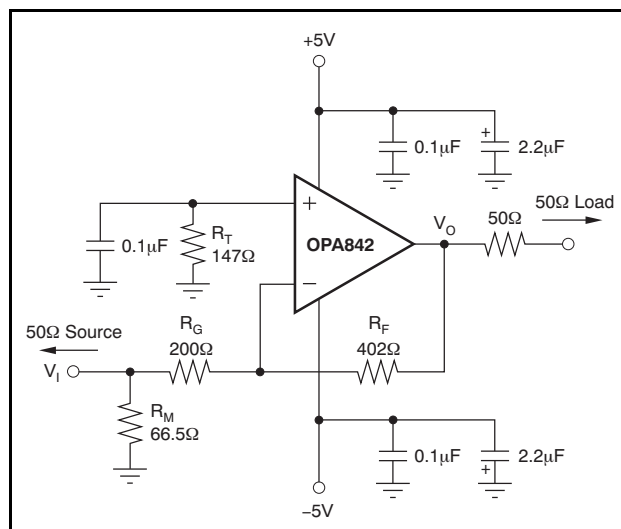 +5V
0.1μF
+
2.2μF
50Ω Load
+
V_O
50Ω
R_T
147Ω
0.1μF
OPA842
−
50Ω Source
R_G
200Ω
R_F
402Ω
V_I
R_M
66.5Ω
0.1μF
2.2μF
+
−5V